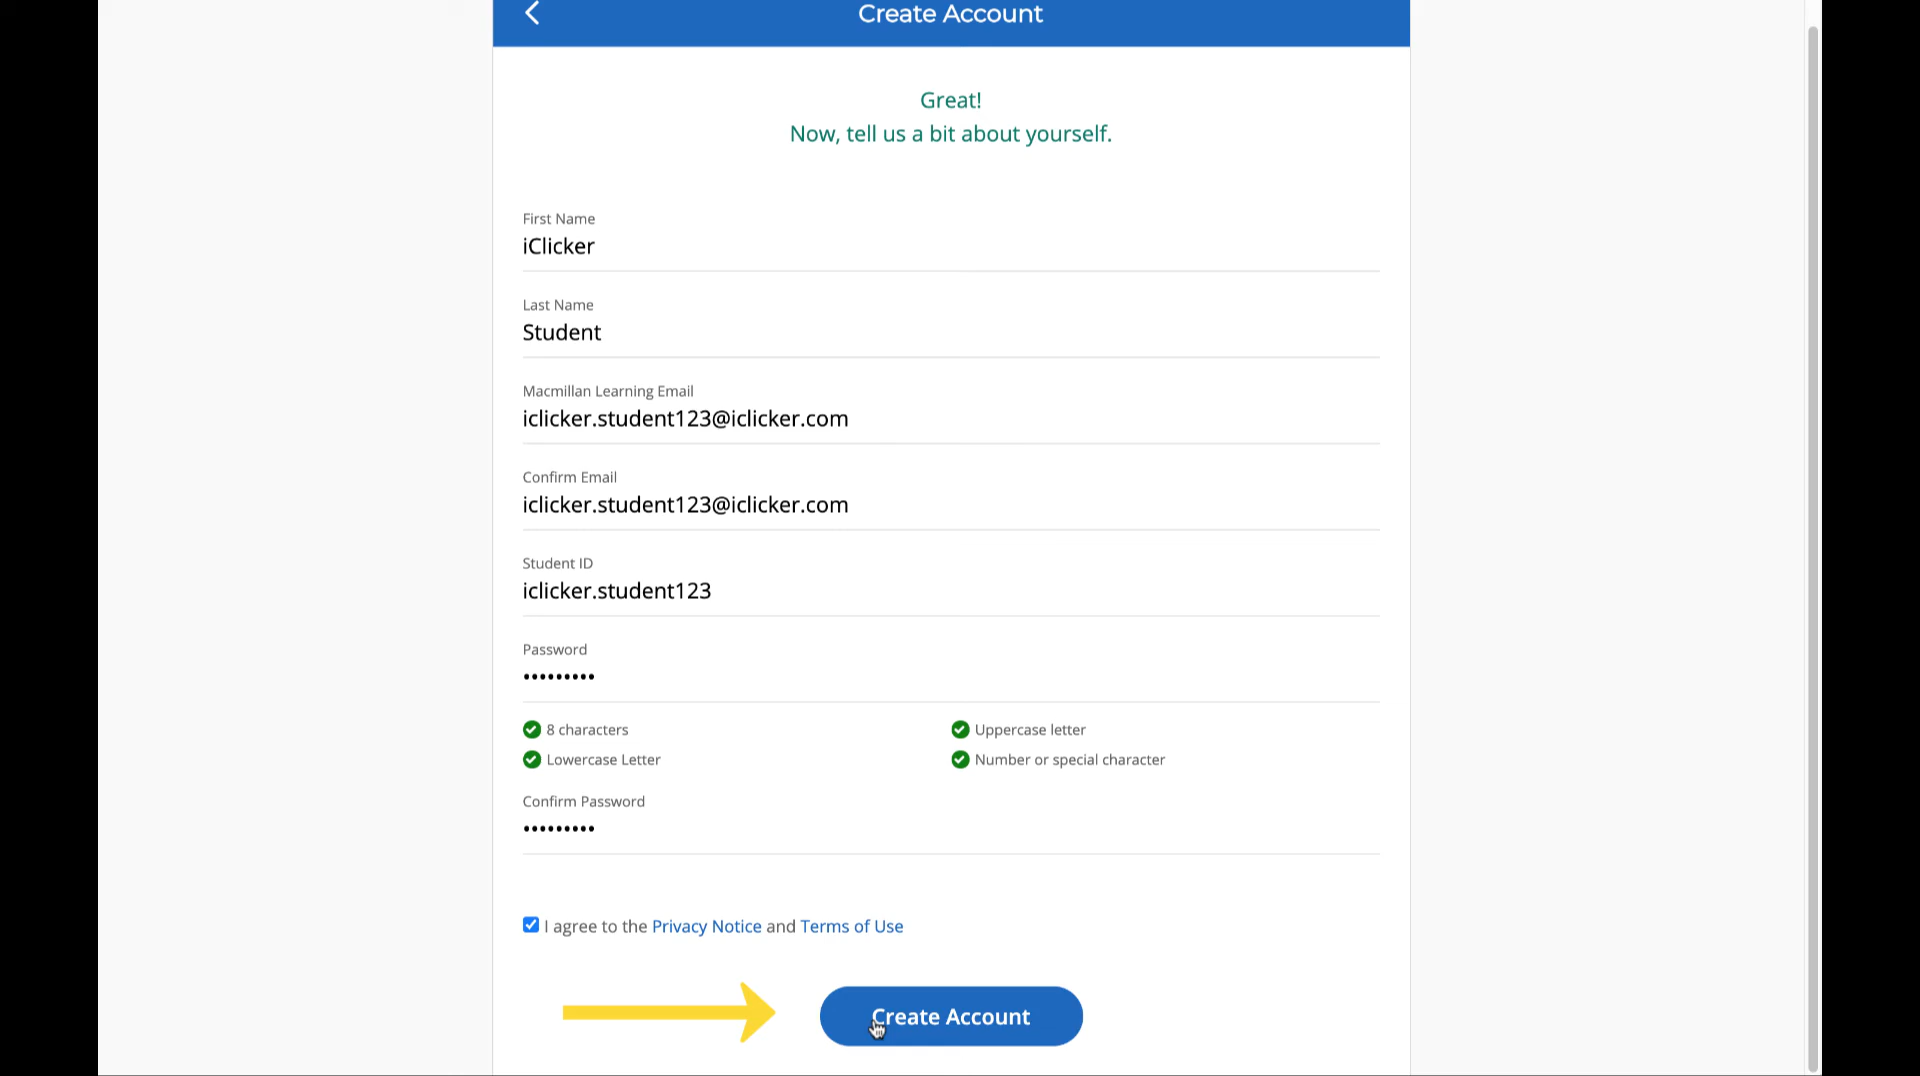 Create Account
Great!
Now, tell us a bit about yourself.
First Name
iClicker
Last Name
Student
Macmillan Learning Email
iclicker.student123@iclicker.com
Confirm Email
iclicker.student123@iclicker.com
Student ID
iclicker.student123
Password
•••••••••
8 characters
Uppercase letter
Lowercase Letter
Number or special character
Confirm Password
•••••••••
I agree to the Privacy Notice and Terms of Use
Create Account